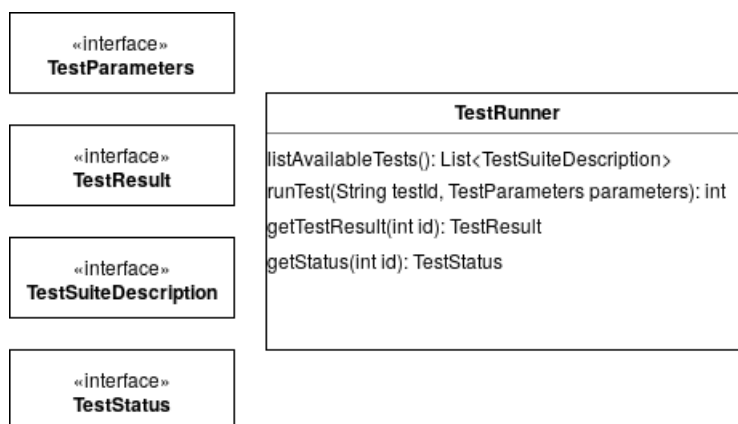 «interface»
TestParameters
«interface»
TestResult
«interface»
TestSuiteDescription
«interface»
TestStatus
TestRunner
listAvailableTests(): List<TestSuiteDescription>
runTest(String testId, TestParameters parameters): int
getTestResult(int id): TestResult
getStatus(int id): TestStatus